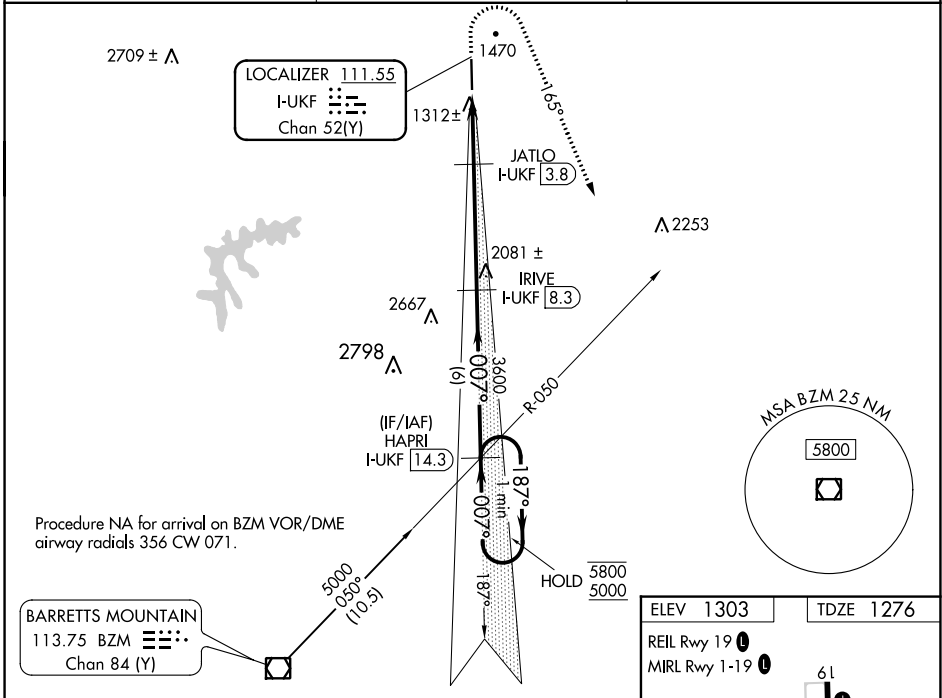 2709 ±
LOCALIZER 111.55
I-UKF
Chan 52(Y)
1470
165°
1312±
JATLO
I-UKF 3.8
2253
2081 ±
IRIVE
I-UKF 8.3
2667
2798
3600
007°
(6)
R-050
(IF/IAF)
HAPRI
I-UKF 14.3
187°
1 min
007°
187°
HOLD 5800
5000
MSA BZM 25 NM
5800
Procedure NA for arrival on BZM VOR/DME
airway radials 356 CW 071.
5000
050°
(10.5)
BARRETTS MOUNTAIN
113.75 BZM
Chan 84 (Y)
ELEV 1303
TDZE 1276
REIL Rwy 19 L
MIRL Rwy 1-19 L
19
L